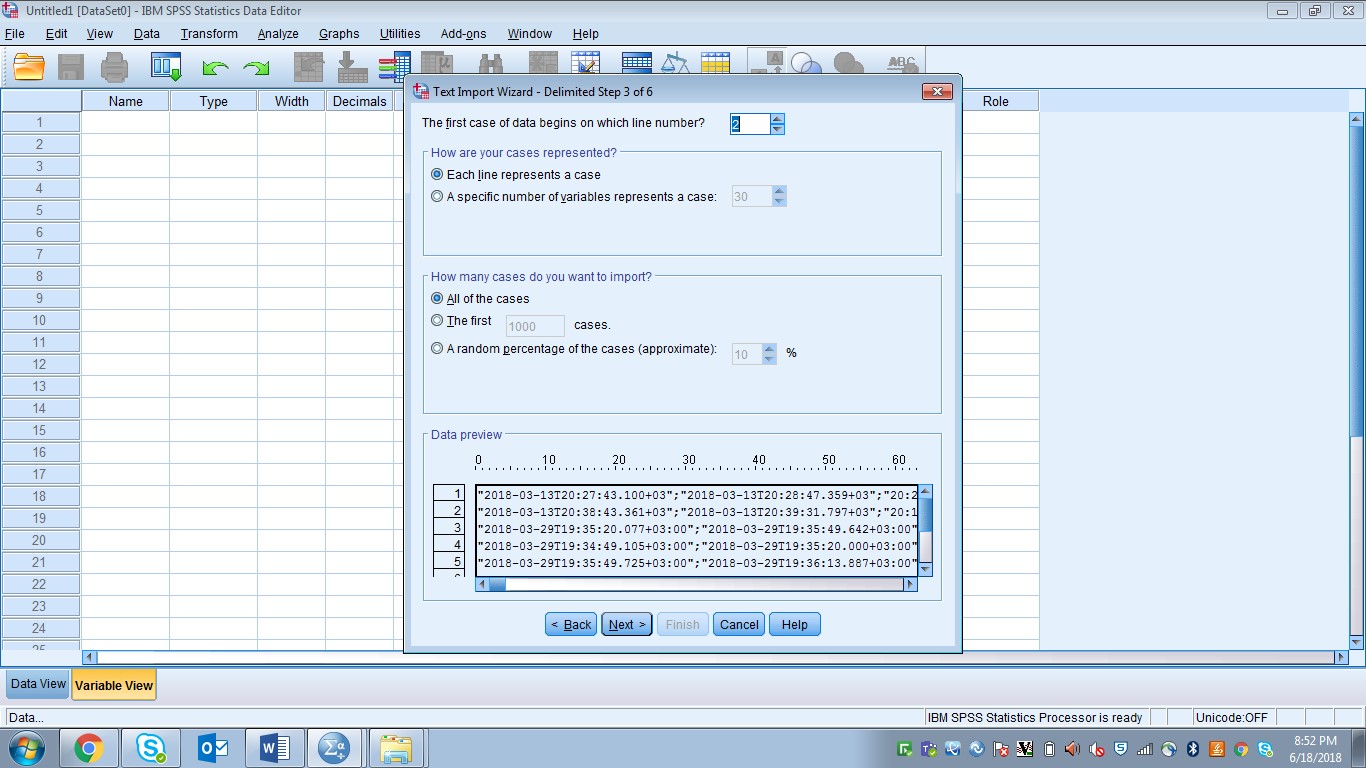 Untitled1 [DataSet0] - IBM SPSS Statistics Data Editor
File Edit View Data Transform Analyze Graphs Utilities Add-ons Window Help
Name Type Width Decimals Role
1
2
3
4
5
6
7
8
9
10
11
12
13
14
15
16
17
18
19
20
21
22
23
24
25
Text Import Wizard - Delimited Step 3 of 6
The first case of data begins on which line number? 2
How are your cases represented?
Each line represents a case
A specific number of variables represents a case: 30
How many cases do you want to import?
All of the cases
The first 1000 cases.
A random percentage of the cases (approximate): 10 %
Data preview
0 10 20 30 40 50 60
1 "2018-03-13T20:27:43.100+03";"2018-03-13T20:28:47.359+03";"20:2
2 "2018-03-13T20:38:43.361+03";"2018-03-13T20:39:31.797+03";"20:1
3 "2018-03-29T19:35:20.077+03:00";"2018-03-29T19:35:49.642+03:00"
4 "2018-03-29T19:34:49.105+03:00";"2018-03-29T19:35:20.000+03:00"
5 "2018-03-29T19:35:49.725+03:00";"2018-03-29T19:36:13.887+03:00"
< Back Next > Finish Cancel Help
Data View Variable View
Data... IBM SPSS Statistics Processor is ready Unicode:OFF
8:52 PM
6/18/2018